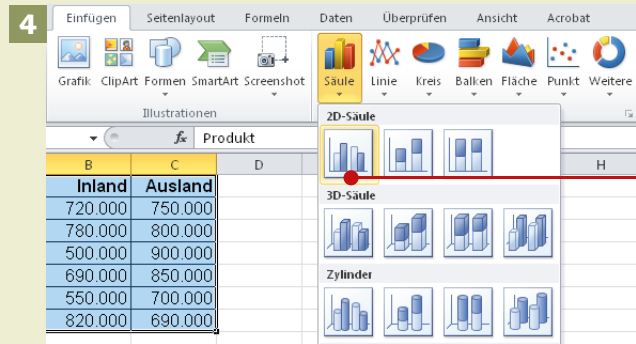 4
Einfügen Seitenlayout Formeln Daten Überprüfen Ansicht Acrobat
Grafik ClipArt Formen SmartArt Screenshot Säule Linie Kreis Balken Fläche Punkt Weitere
Illustrationen
fx Produkt
B C D H
Inland Ausland
720.000 750.000
780.000 800.000
500.000 900.000
690.000 850.000
550.000 700.000
820.000 690.000
2D-Säule
3D-Säule
Zylinder